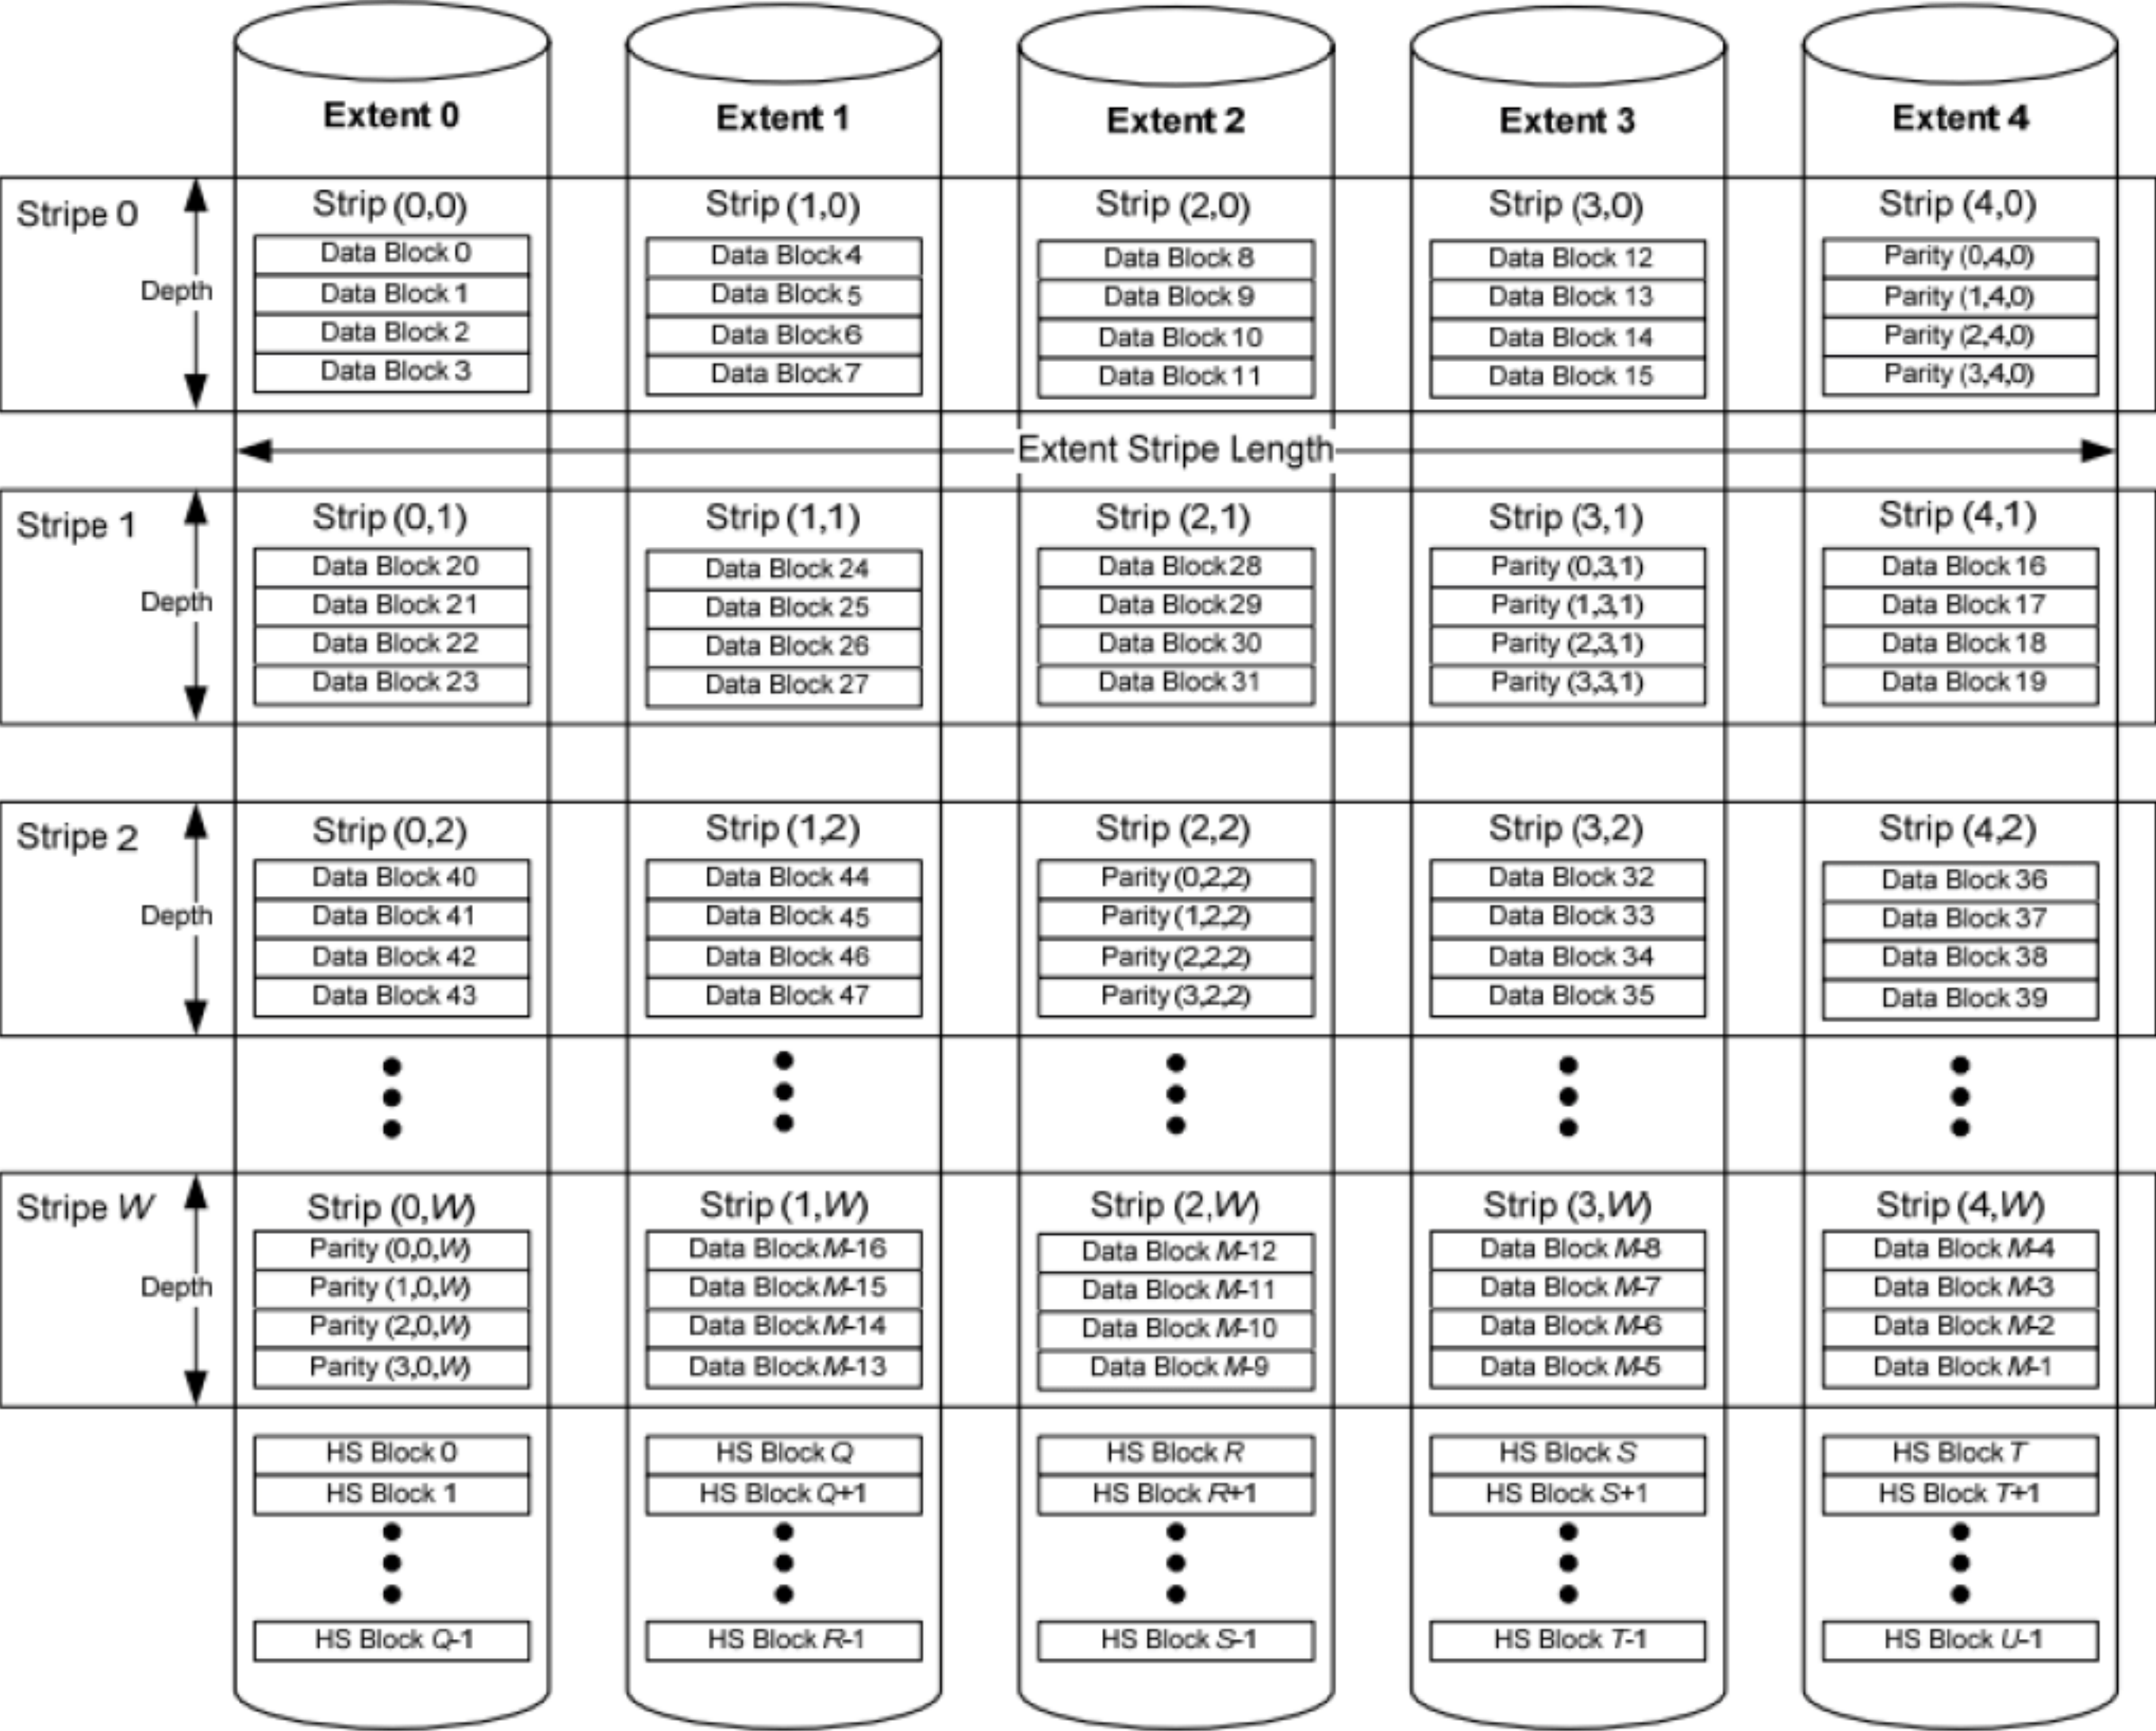 Extent 0 Extent 1 Extent 2 Extent 3 Extent 4
Stripe 0 Strip (0,0) Strip (1,0) Strip (2,0) Strip (3,0) Strip (4,0)
Data Block 0 Data Block 4 Data Block 8 Data Block 12 Parity (0,4,0)
Depth Data Block 1 Data Block 5 Data Block 9 Data Block 13 Parity (1,4,0)
Data Block 2 Data Block 6 Data Block 10 Data Block 14 Parity (2,4,0)
Data Block 3 Data Block 7 Data Block 11 Data Block 15 Parity (3,4,0)
Extent Stripe Length
Stripe 1 Strip (0,1) Strip (1,1) Strip (2,1) Strip (3,1) Strip (4,1)
Data Block 20 Data Block 24 Data Block 28 Parity (0,3,1) Data Block 16
Depth Data Block 21 Data Block 25 Data Block 29 Parity (1,3,1) Data Block 17
Data Block 22 Data Block 26 Data Block 30 Parity (2,3,1) Data Block 18
Data Block 23 Data Block 27 Data Block 31 Parity (3,3,1) Data Block 19
Stripe 2 Strip (0,2) Strip (1,2) Strip (2,2) Strip (3,2) Strip (4,2)
Data Block 40 Data Block 44 Parity (0,2,2) Data Block 32 Data Block 36
Depth Data Block 41 Data Block 45 Parity (1,2,2) Data Block 33 Data Block 37
Data Block 42 Data Block 46 Parity (2,2,2) Data Block 34 Data Block 38
Data Block 43 Data Block 47 Parity (3,2,2) Data Block 35 Data Block 39
Stripe W Strip (0,W) Strip (1,W) Strip (2,W) Strip (3,W) Strip (4,W)
Parity (0,0,W) Data Block M-16 Data Block M-12 Data Block M-8 Data Block M-4
Depth Parity (1,0,W) Data Block M-15 Data Block M-11 Data Block M-7 Data Block M-3
Parity (2,0,W) Data Block M-14 Data Block M-10 Data Block M-6 Data Block M-2
Parity (3,0,W) Data Block M-13 Data Block M-9 Data Block M-5 Data Block M-1
HS Block 0 HS Block Q HS Block R HS Block S HS Block T
HS Block 1 HS Block Q+1 HS Block R+1 HS Block S+1 HS Block T+1
HS Block Q-1 HS Block R-1 HS Block S-1 HS Block T-1 HS Block U-1